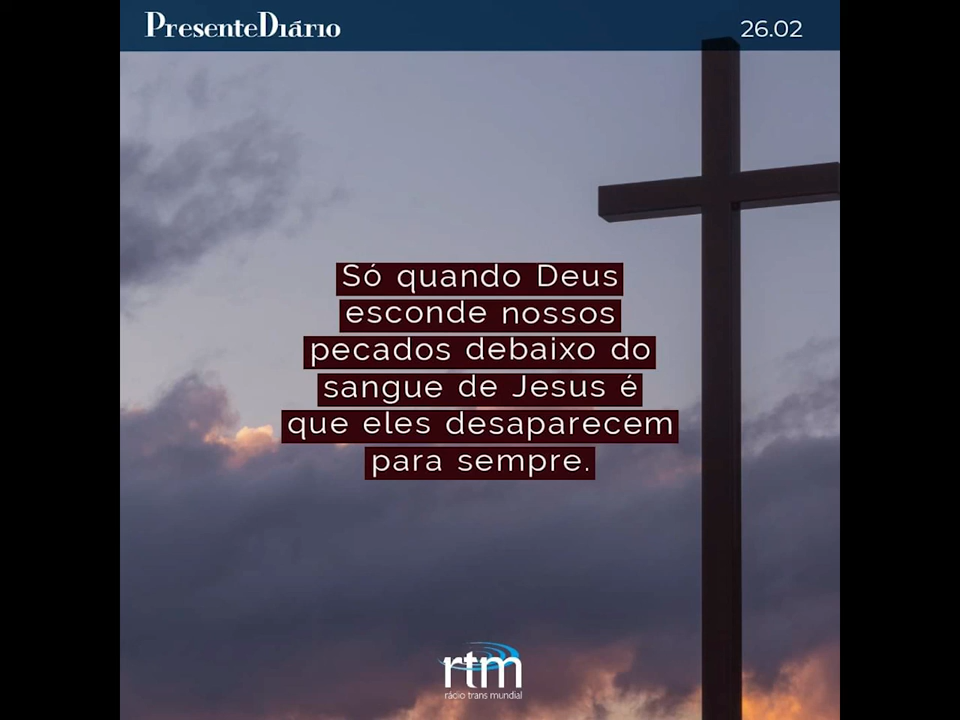 PresenteDiário
26.02
Só quando Deus
esconde nossos
pecados debaixo do
sangue de Jesus é
que eles desaparecem
para sempre.
rtm
rádio trans mundial